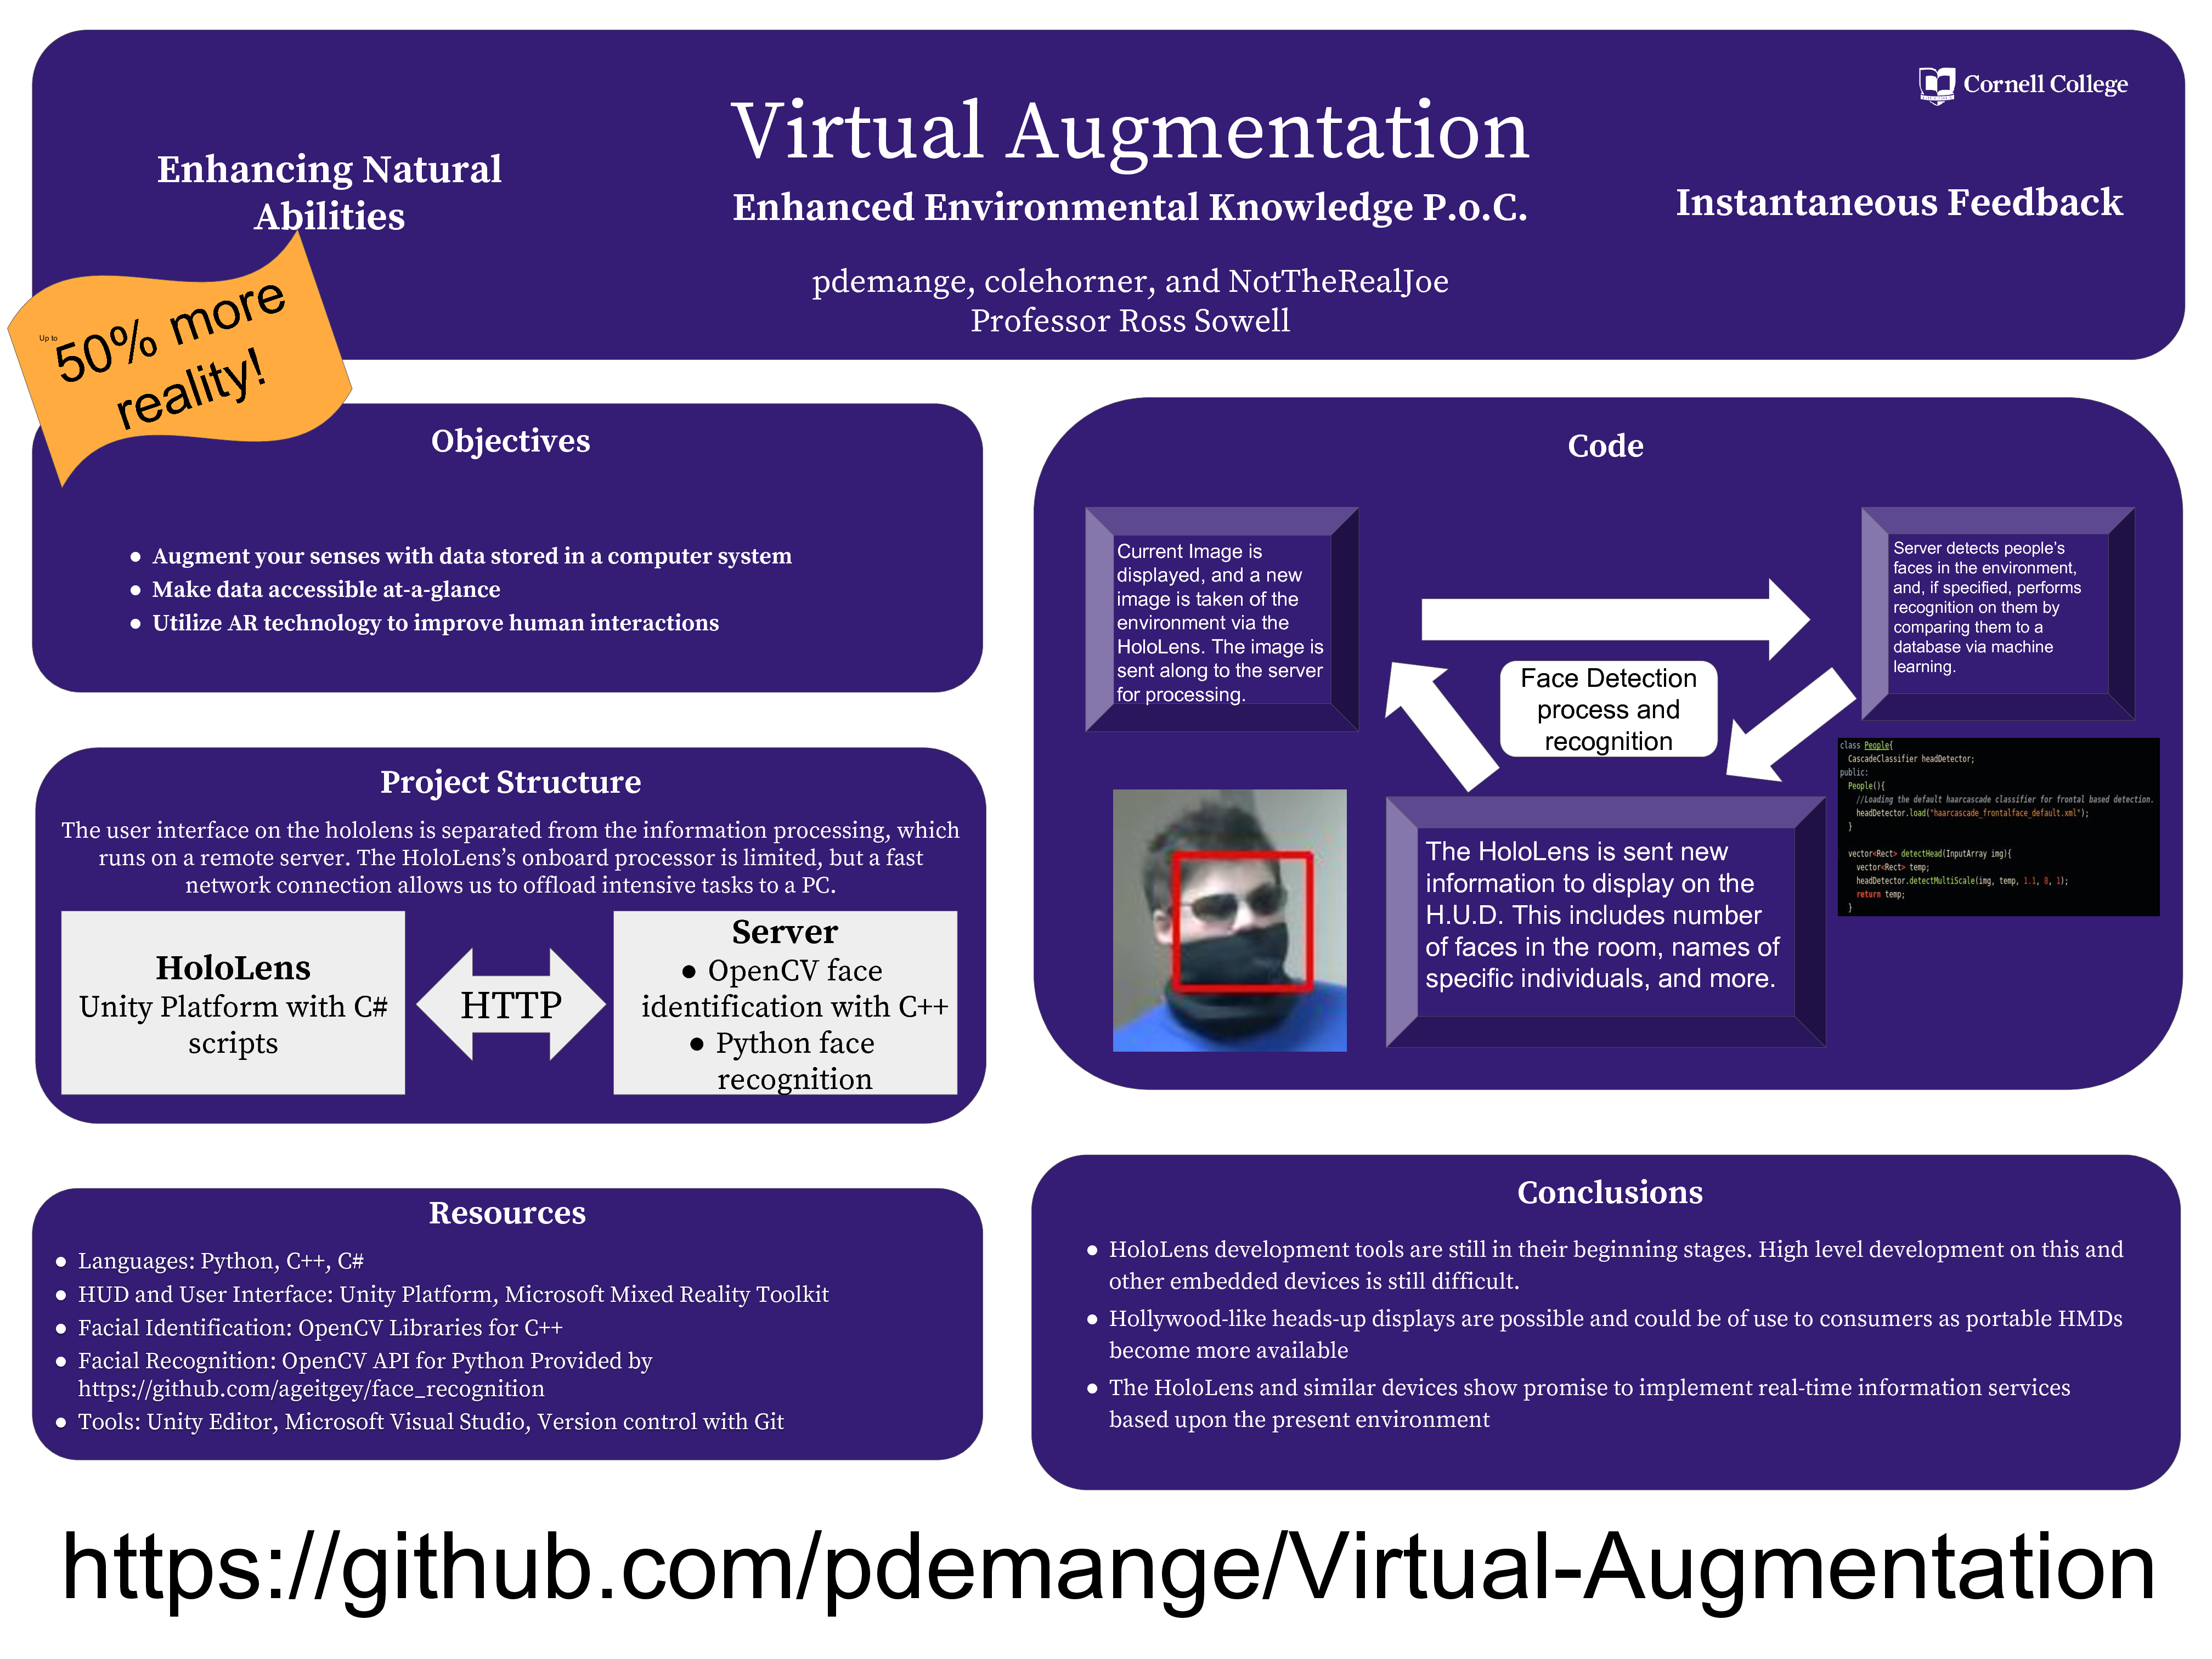 Cornell College
Virtual Augmentation
Enhanced Environmental Knowledge P.o.C.
pdemange, colehorner, and NotTheRealJoe
Professor Ross Sowell
Enhancing Natural
Abilities
Instantaneous Feedback
Up to
50% more
reality!
Objectives
● Augment your senses with data stored in a computer system
● Make data accessible at-a-glance
● Utilize AR technology to improve human interactions
Project Structure
The user interface on the hololens is separated from the information processing, which
runs on a remote server. The HoloLens’s onboard processor is limited, but a fast
network connection allows us to offload intensive tasks to a PC.
HoloLens
Unity Platform with C#
scripts
HTTP
Server
● OpenCV face
identification with C++
● Python face
recognition
Resources
● Languages: Python, C++, C#
● HUD and User Interface: Unity Platform, Microsoft Mixed Reality Toolkit
● Facial Identification: OpenCV Libraries for C++
● Facial Recognition: OpenCV API for Python Provided by
https://github.com/ageitgey/face_recognition
● Tools: Unity Editor, Microsoft Visual Studio, Version control with Git
Code
Current Image is
displayed, and a new
image is taken of the
environment via the
HoloLens. The image is
sent along to the server
for processing.
Server detects people’s
faces in the environment,
and, if specified, performs
recognition on them by
comparing them to a
database via machine
learning.
Face Detection
process and
recognition
The HoloLens is sent new
information to display on the
H.U.D. This includes number
of faces in the room, names of
specific individuals, and more.
class People{
CascadeClassifier headDetector;
public:
People(){
//Loading the default haarcascade classifier for frontal based detection.
headDetector.load("haarcascade_frontalface_default.xml");
}
vector<Rect> detectHead(InputArray img){
vector<Rect> temp;
headDetector.detectMultiScale(img, temp, 1.1, 8, 1);
return temp;
}
Conclusions
● HoloLens development tools are still in their beginning stages. High level development on this and
other embedded devices is still difficult.
● Hollywood-like heads-up displays are possible and could be of use to consumers as portable HMDs
become more available
● The HoloLens and similar devices show promise to implement real-time information services
based upon the present environment
https://github.com/pdemange/Virtual-Augmentation